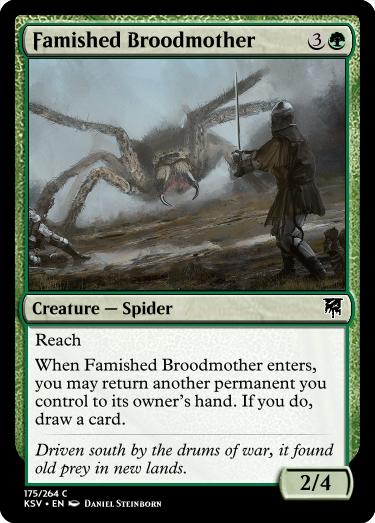 Famished Broodmother 3
Creature — Spider
Reach
When Famished Broodmother enters,
you may return another permanent you
control to its owner's hand. If you do,
draw a card.
Driven south by the drums of war, it found
old prey in new lands.
2/4
175/264 C
KSV • EN Daniel Steinborn